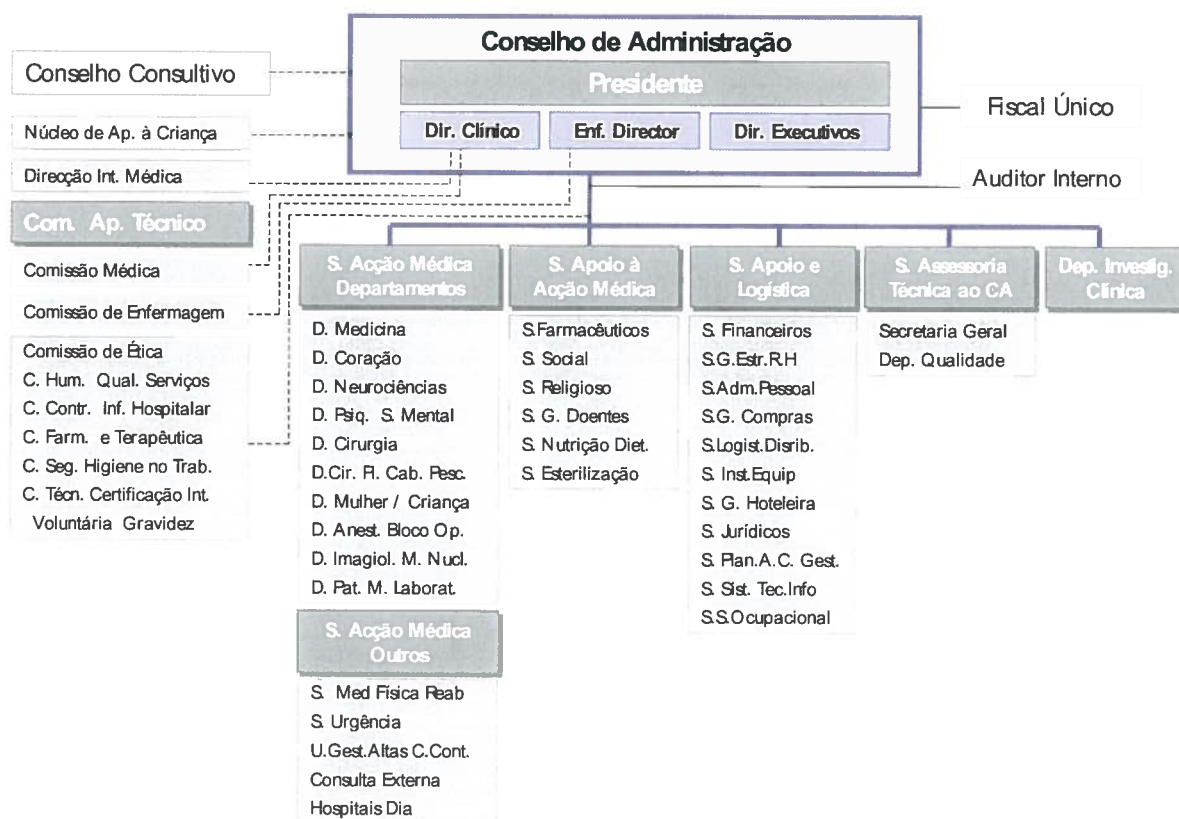 Conselho de Administração
Presidente
Dir. Clínico
Enf. Director
Dir. Executivos
Conselho Consultivo
Núcleo de Ap. à Criança
Direcção Int. Médica
Com. Ap. Técnico
Comissão Médica
Comissão de Enfermagem
Comissão de Ética
C. Hum. Qual. Serviços
C. Contr. Inf. Hospitalar
C. Farm. e Terapêutica
C. Seg. Higiene no Trab.
C. Técn. Certificação Int.
Voluntária Gravidez
Fiscal Único
Auditor Interno
S. Acção Médica
Departamentos
D. Medicina
D. Coração
D. Neurociências
D. Psiq. S. Mental
D. Cirurgia
D.Cir. R. Cab. Pesc.
D. Mulher / Criança
D. Anest. Bloco Op.
D. Imagiol. M. Nucl.
D. Pat. M. Laborat.
S. Acção Médica
Outros
S. Med Física Reab
S. Urgência
U.Gest.Altas C.Cont.
Consulta Externa
Hospitais Dia
S. Apoio à
Acção Médica
S.Farmacêuticos
S. Social
S. Religioso
S. G. Doentes
S. Nutrição Diet.
S. Esterilização
S. Apoio e
Logística
S. Financeiros
S.G.Estr.R.H
S.Adm.Pessoal
S.G. Compras
S.Logist.Disrib.
S. Inst.Equip
S. G. Hoteleira
S. Jurídicos
S. Plan.A.C. Gest.
S. Sist. Tec.Info
S.S.Ocupacional
S. Assessoria
Técnica ao CA
Secretaria Geral
Dep. Qualidade
Dep. Investig.
Clínica